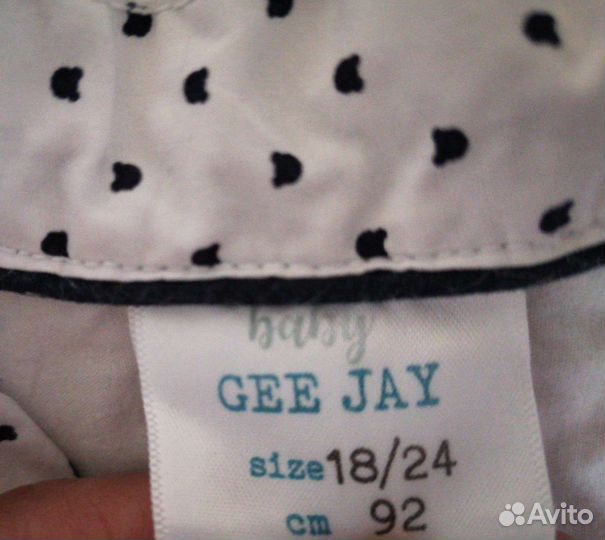 baby
GEE JAY
size 18/24
cm 92
Avito